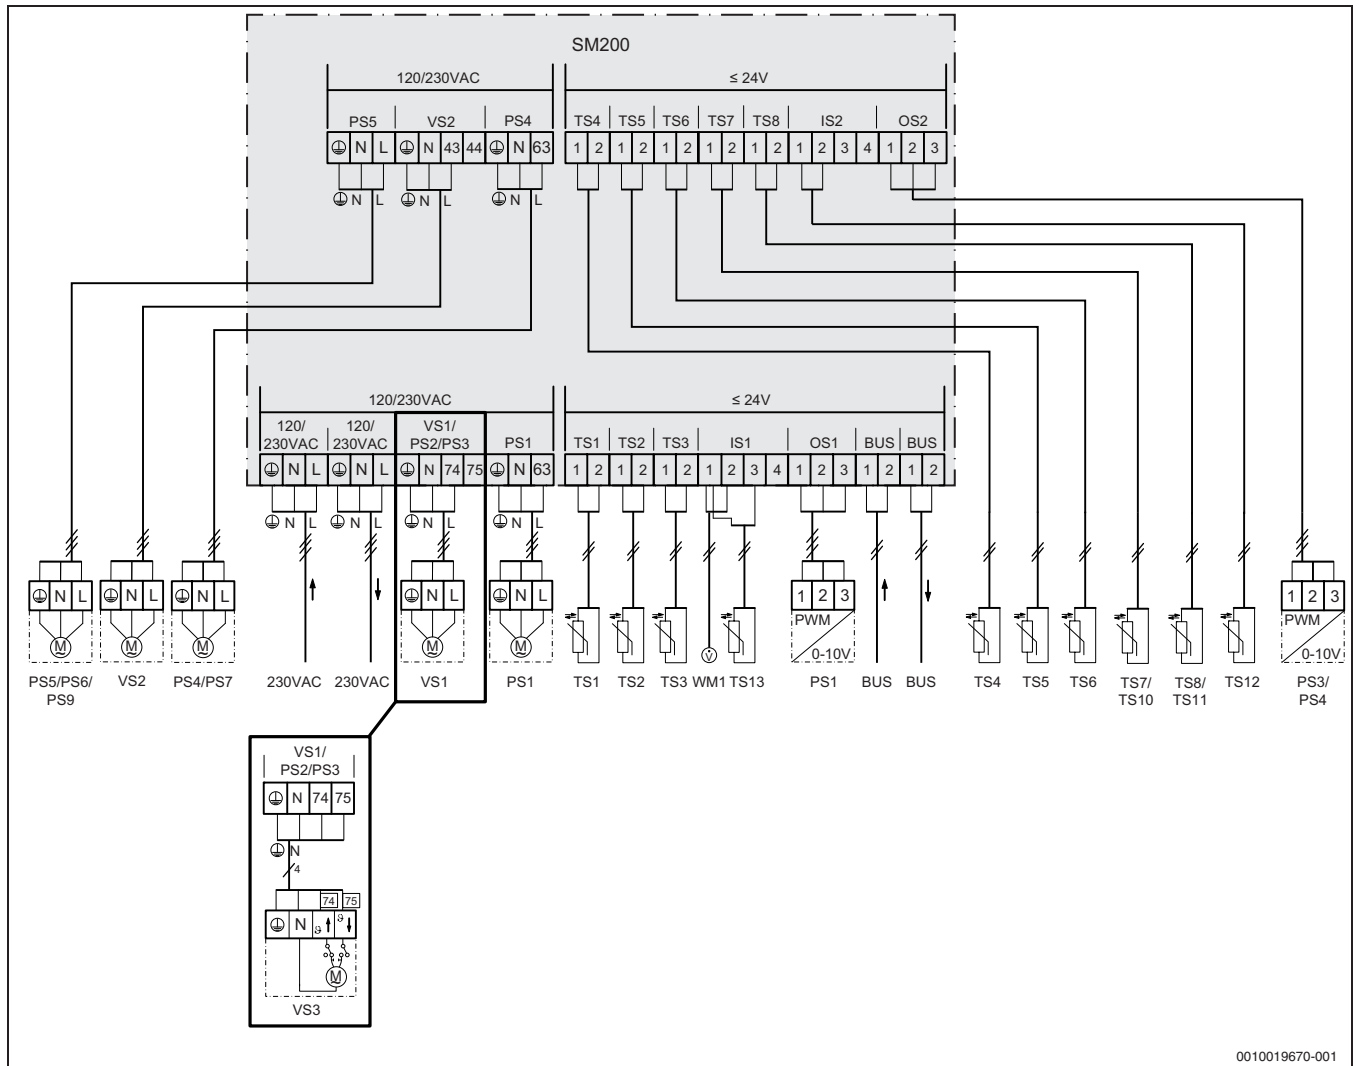 SM200
120/230VAC ≤ 24V
PS5 VS2 PS4 TS4 TS5 TS6 TS7 TS8 IS2 OS2
N L N 43 44 N 63 1 2 1 2 1 2 1 2 1 2 1 2 3 4 1 2 3
N L N L N L
120/230VAC ≤ 24V
120/ 120/ VS1/
230VAC 230VAC PS2/PS3 PS1 TS1 TS2 TS3 IS1 OS1 BUS BUS
N L N L N 74 75 N 63 1 2 1 2 1 2 1 2 3 4 1 2 3 1 2 1 2
N L N L N L N L
N L N L N L N L N L 1 2 3 1 2 3
PWM PWM
M M M M M V 0-10V 0-10V
PS5/PS6/ VS2 PS4/PS7 230VAC 230VAC VS1 PS1 TS1 TS2 TS3 WM1 TS13 PS1 BUS BUS TS4 TS5 TS6 TS7/ TS8/ TS12 PS3/
PS9 TS10 TS11 PS4
VS1/
PS2/PS3
N 74 75
N
4
74 75
N ϑ ϑ
M
VS3
0010019670-001